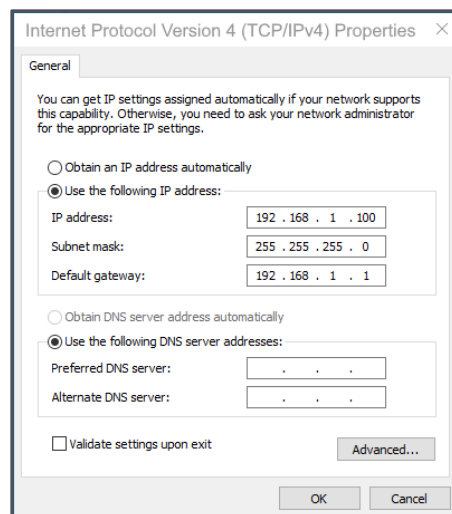 Internet Protocol Version 4 (TCP/IPv4) Properties
General
You can get IP settings assigned automatically if your network supports
this capability. Otherwise, you need to ask your network administrator
for the appropriate IP settings.
Obtain an IP address automatically
Use the following IP address:
IP address: 192 . 168 . 1 . 100
Subnet mask: 255 . 255 . 255 . 0
Default gateway: 192 . 168 . 1 . 1
Obtain DNS server address automatically
Use the following DNS server addresses:
Preferred DNS server: . . .
Alternate DNS server: . . .
Validate settings upon exit
Advanced...
OK Cancel